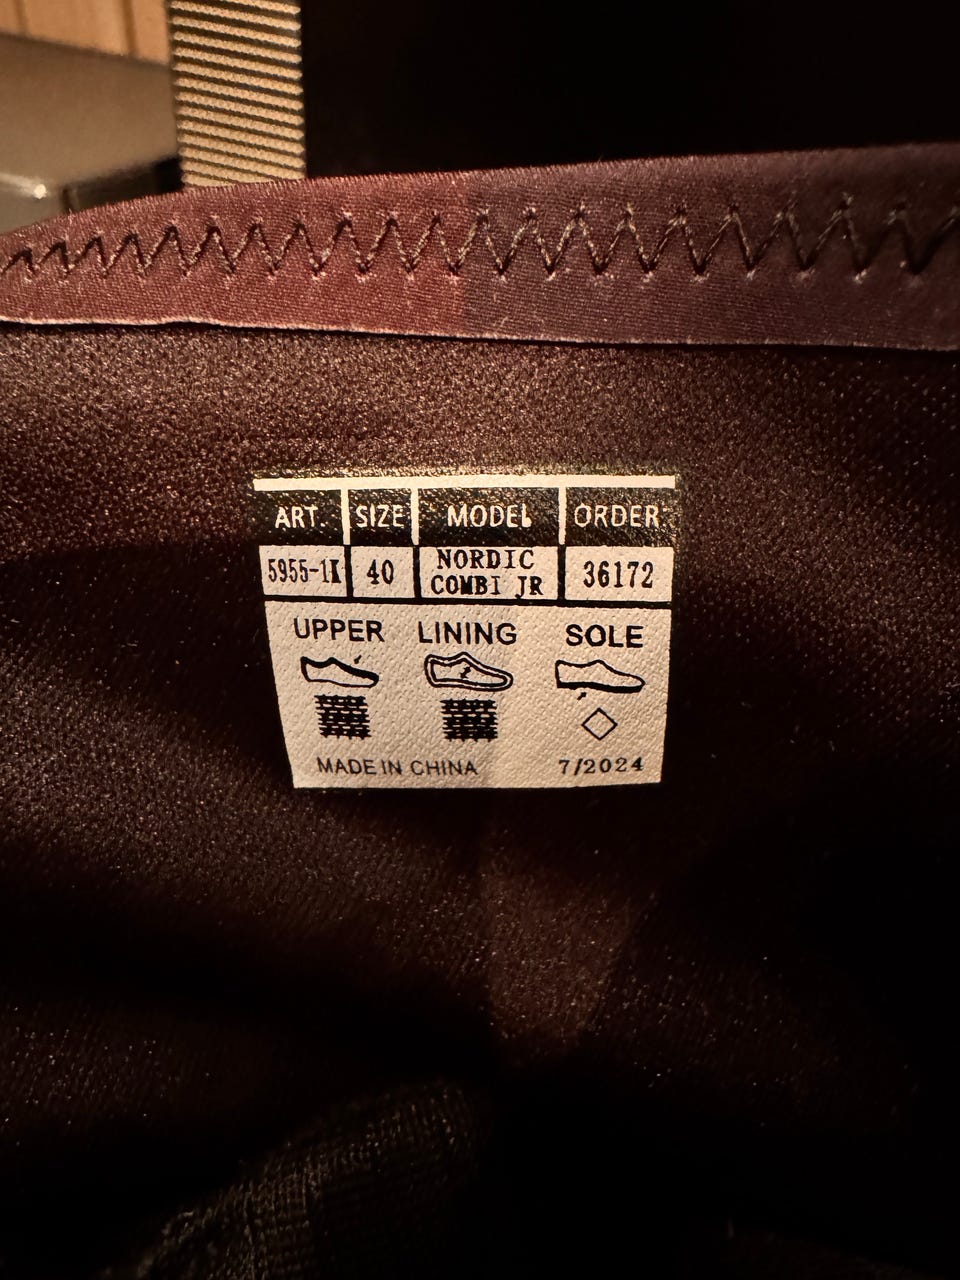 ART. SIZE MODEL ORDER
5955-1I 40 NORDIC COMBI JR 36172
UPPER LINING SOLE
MADE IN CHINA 7/2024